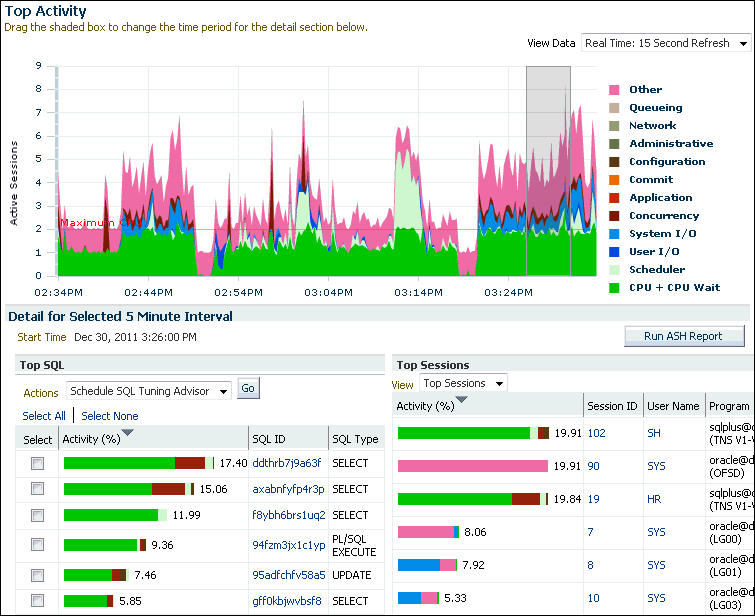 Top Activity
Drag the shaded box to change the time period for the detail section below.
View Data Real Time: 15 Second Refresh
9
8
7
6
5
4
3
2
1
0
Active Sessions
Maximum
02:34PM 02:44PM 02:54PM 03:04PM 03:14PM 03:24PM
Other
Queueing
Network
Administrative
Configuration
Commit
Application
Concurrency
System I/O
User I/O
Scheduler
CPU + CPU Wait
Detail for Selected 5 Minute Interval
Start Time Dec 30, 2011 3:26:00 PM
Run ASH Report
Top SQL
Actions Schedule SQL Tuning Advisor Go
Select All Select None
Select Activity (%) SQL ID SQL Type
17.40 ddthrb7j9a63f SELECT
15.06 axabnfyfp4r3p SELECT
11.99 f8ybh6brs1uq2 SELECT
9.36 94fzm3jx1c1yp PL/SQL EXECUTE
7.46 95adfchfv58a5 UPDATE
5.85 gff0kbjwvbsf8 SELECT
Top Sessions
View Top Sessions
Activity (%) Session ID User Name Program
19.91 102 SH sqlplus@d (TNS V1-V
19.91 90 SYS oracle@d (OFSD)
19.84 19 HR sqlplus@d (TNS V1-V
8.06 7 SYS oracle@d (LG00)
7.92 8 SYS oracle@d (LG01)
5.33 10 SYS oracle@d (LG03)